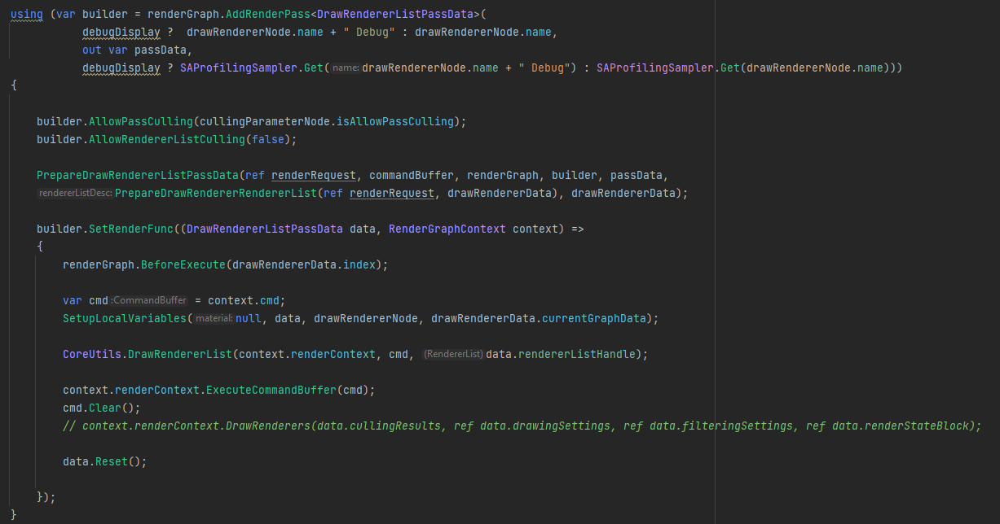 using (var builder = renderGraph.AddRenderPass<DrawRendererListPassData>(
debugDisplay ?  drawRendererNode.name + " Debug" : drawRendererNode.name,
out var passData,
debugDisplay ? SAProfilingSampler.Get( name: drawRendererNode.name + " Debug") : SAProfilingSampler.Get(drawRendererNode.name)))
{
builder.AllowPassCulling(cullingParameterNode.isAllowPassCulling);
builder.AllowRendererListCulling(false);
PrepareDrawRendererListPassData(ref renderRequest, commandBuffer, renderGraph, builder, passData,
rendererListDesc: PrepareDrawRendererRendererList(ref renderRequest, drawRendererData), drawRendererData);
builder.SetRenderFunc((DrawRendererListPassData data, RenderGraphContext context) =>
{
renderGraph.BeforeExecute(drawRendererData.index);
var cmd :CommandBuffer = context.cmd;
SetupLocalVariables( material: null, data, drawRendererNode, drawRendererData.currentGraphData);
CoreUtils.DrawRendererList(context.renderContext, cmd, (RendererList) data.rendererListHandle);
context.renderContext.ExecuteCommandBuffer(cmd);
cmd.Clear();
// context.renderContext.DrawRenderers(data.cullingResults, ref data.drawingSettings, ref data.filteringSettings, ref data.renderStateBlock);
data.Reset();
});
}